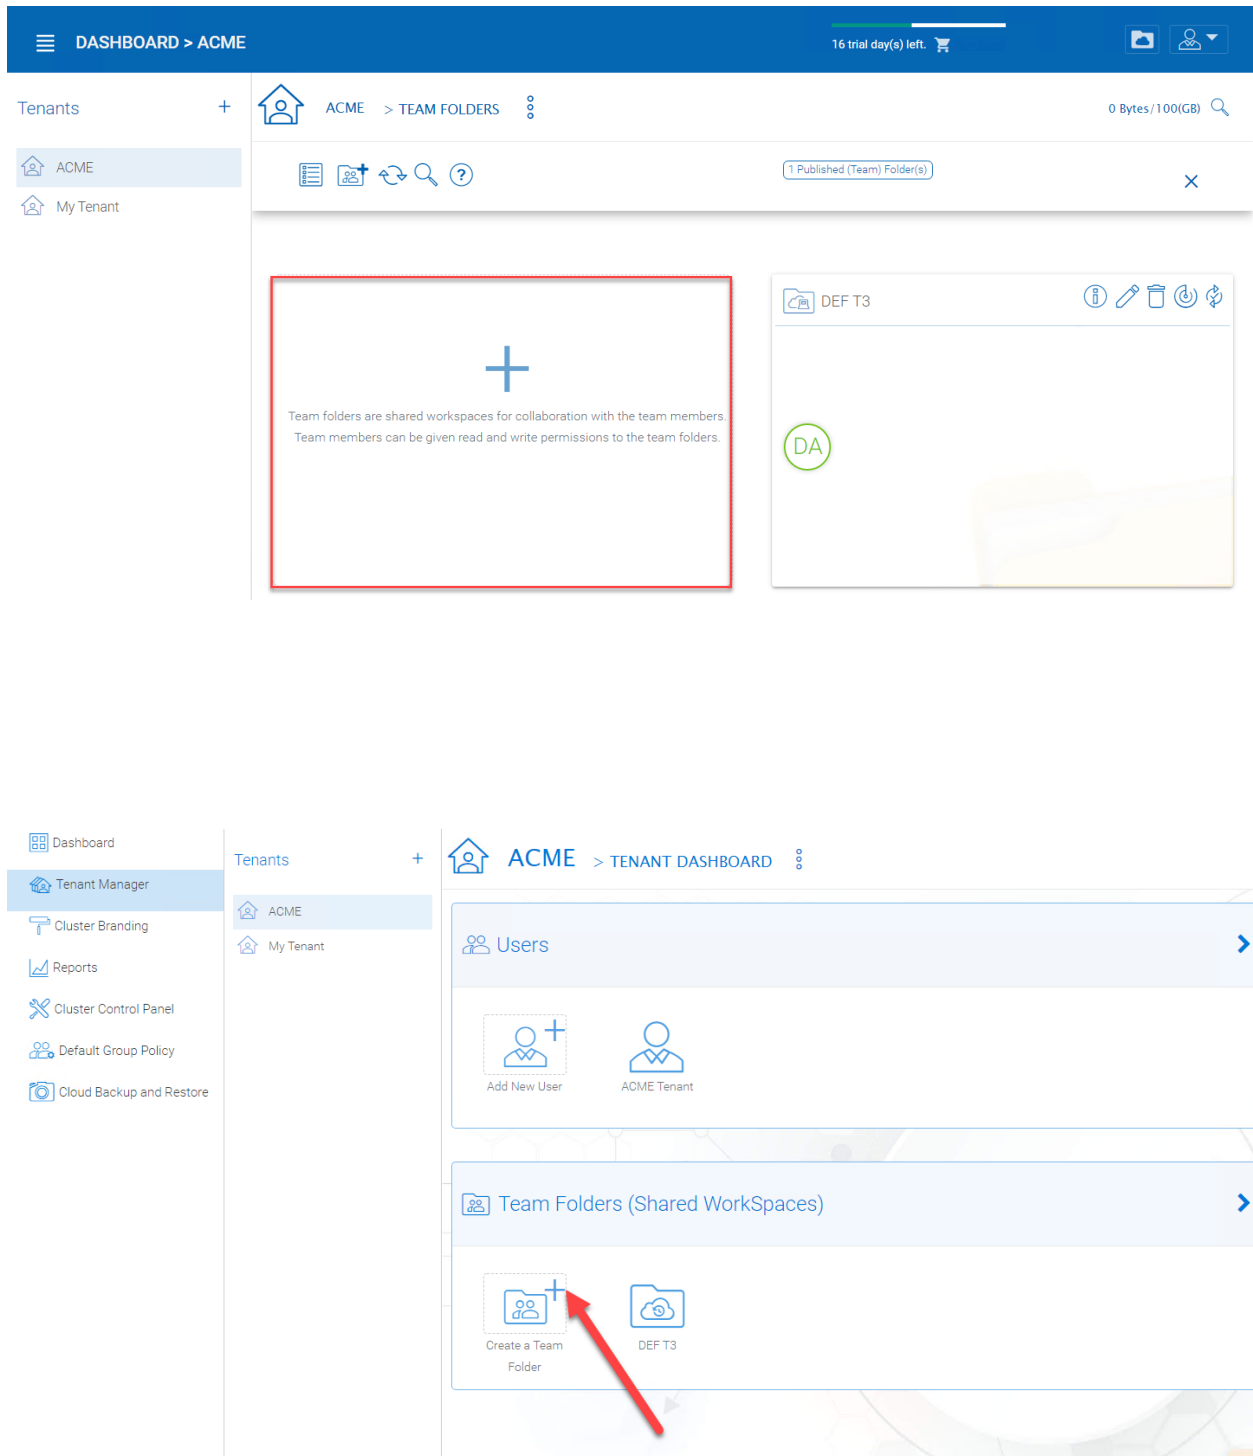 DASHBOARD > ACME
16 trial day(s) left.
Tenants +
ACME > TEAM FOLDERS
0 Bytes/100(GB)
ACME
My Tenant
1 Published (Team) Folder(s)
DEF T3
Team folders are shared workspaces for collaboration with the team members.
Team members can be given read and write permissions to the team folders.
DA
Dashboard
Tenant Manager
Cluster Branding
Reports
Cluster Control Panel
Default Group Policy
Cloud Backup and Restore
Tenants +
ACME
My Tenant
ACME > TENANT DASHBOARD
Users
Add New User
ACME Tenant
Team Folders (Shared WorkSpaces)
Create a Team
Folder
DEF T3